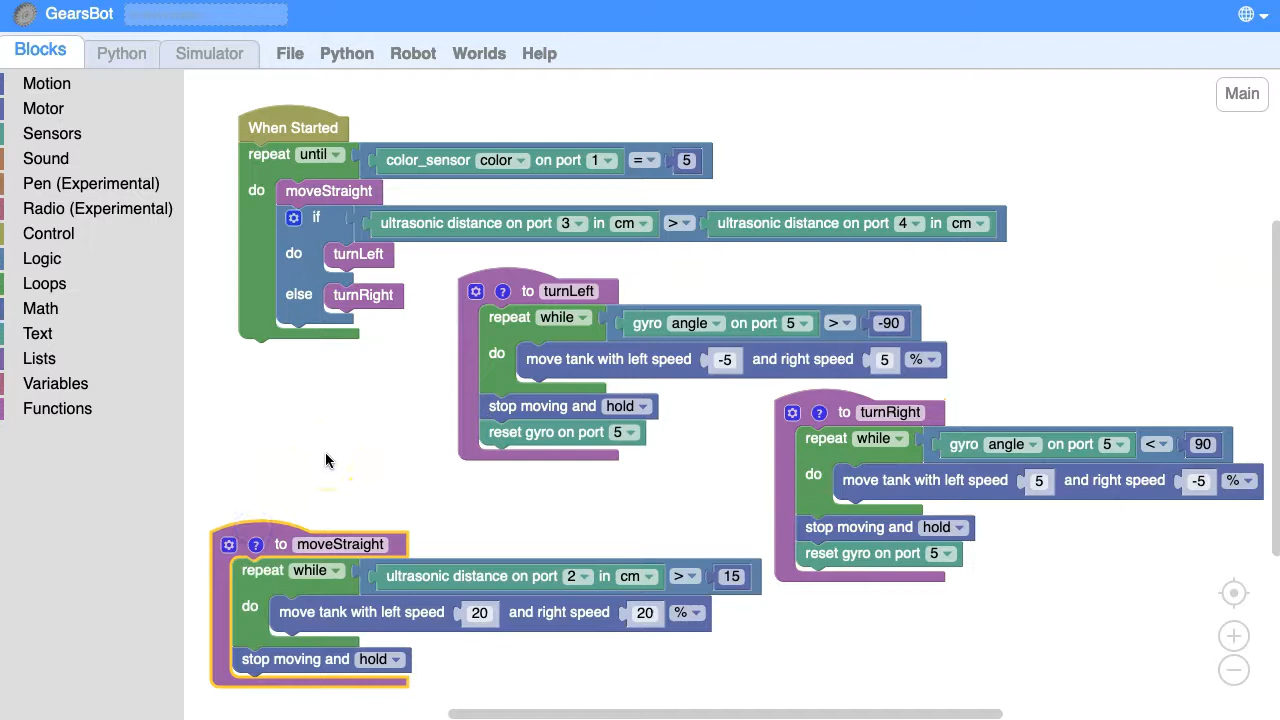 GearsBot
Blocks Python Simulator File Python Robot Worlds Help
Main
Motion
Motor
Sensors
Sound
Pen (Experimental)
Radio (Experimental)
Control
Logic
Loops
Math
Text
Lists
Variables
Functions
When Started
repeat until color_sensor color on port 1 = 5
do moveStraight
if ultrasonic distance on port 3 in cm > ultrasonic distance on port 4 in cm
do turnLeft
else turnRight
? to turnLeft
repeat while gyro angle on port 5 > -90
do move tank with left speed -5 and right speed 5 %
stop moving and hold
reset gyro on port 5
? to turnRight
repeat while gyro angle on port 5 < 90
do move tank with left speed 5 and right speed -5 %
stop moving and hold
reset gyro on port 5
? to moveStraight
repeat while ultrasonic distance on port 2 in cm > 15
do move tank with left speed 20 and right speed 20 %
stop moving and hold